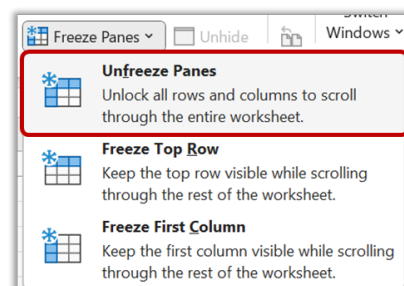 Switch
Freeze Panes
Unhide
Windows
Unfreeze Panes
Unlock all rows and columns to scroll
through the entire worksheet.
Freeze Top Row
Keep the top row visible while scrolling
through the rest of the worksheet.
Freeze First Column
Keep the first column visible while scrolling
through the rest of the worksheet.